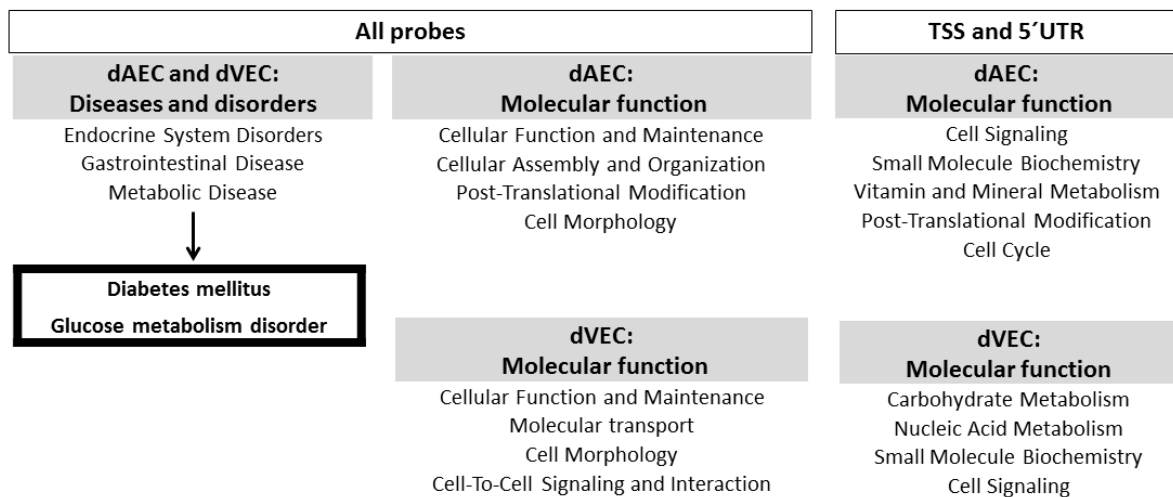 All probes
TSS and 5´UTR
dAEC and dVEC:
Diseases and disorders
Endocrine System Disorders
Gastrointestinal Disease
Metabolic Disease
Diabetes mellitus
Glucose metabolism disorder
dAEC:
Molecular function
Cellular Function and Maintenance
Cellular Assembly and Organization
Post-Translational Modification
Cell Morphology
dVEC:
Molecular function
Cellular Function and Maintenance
Molecular transport
Cell Morphology
Cell-To-Cell Signaling and Interaction
dAEC:
Molecular function
Cell Signaling
Small Molecule Biochemistry
Vitamin and Mineral Metabolism
Post-Translational Modification
Cell Cycle
dVEC:
Molecular function
Carbohydrate Metabolism
Nucleic Acid Metabolism
Small Molecule Biochemistry
Cell Signaling